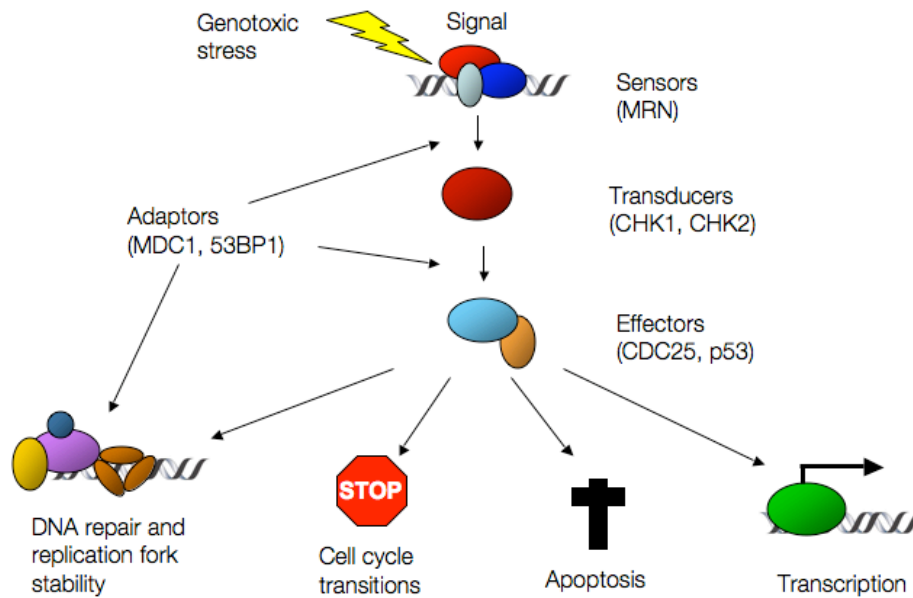 Genotoxic
stress
Signal
Sensors
(MRN)
Transducers
(CHK1, CHK2)
Adaptors
(MDC1, 53BP1)
Effectors
(CDC25, p53)
DNA repair and
replication fork
stability
STOP
Cell cycle
transitions
Apoptosis
Transcription